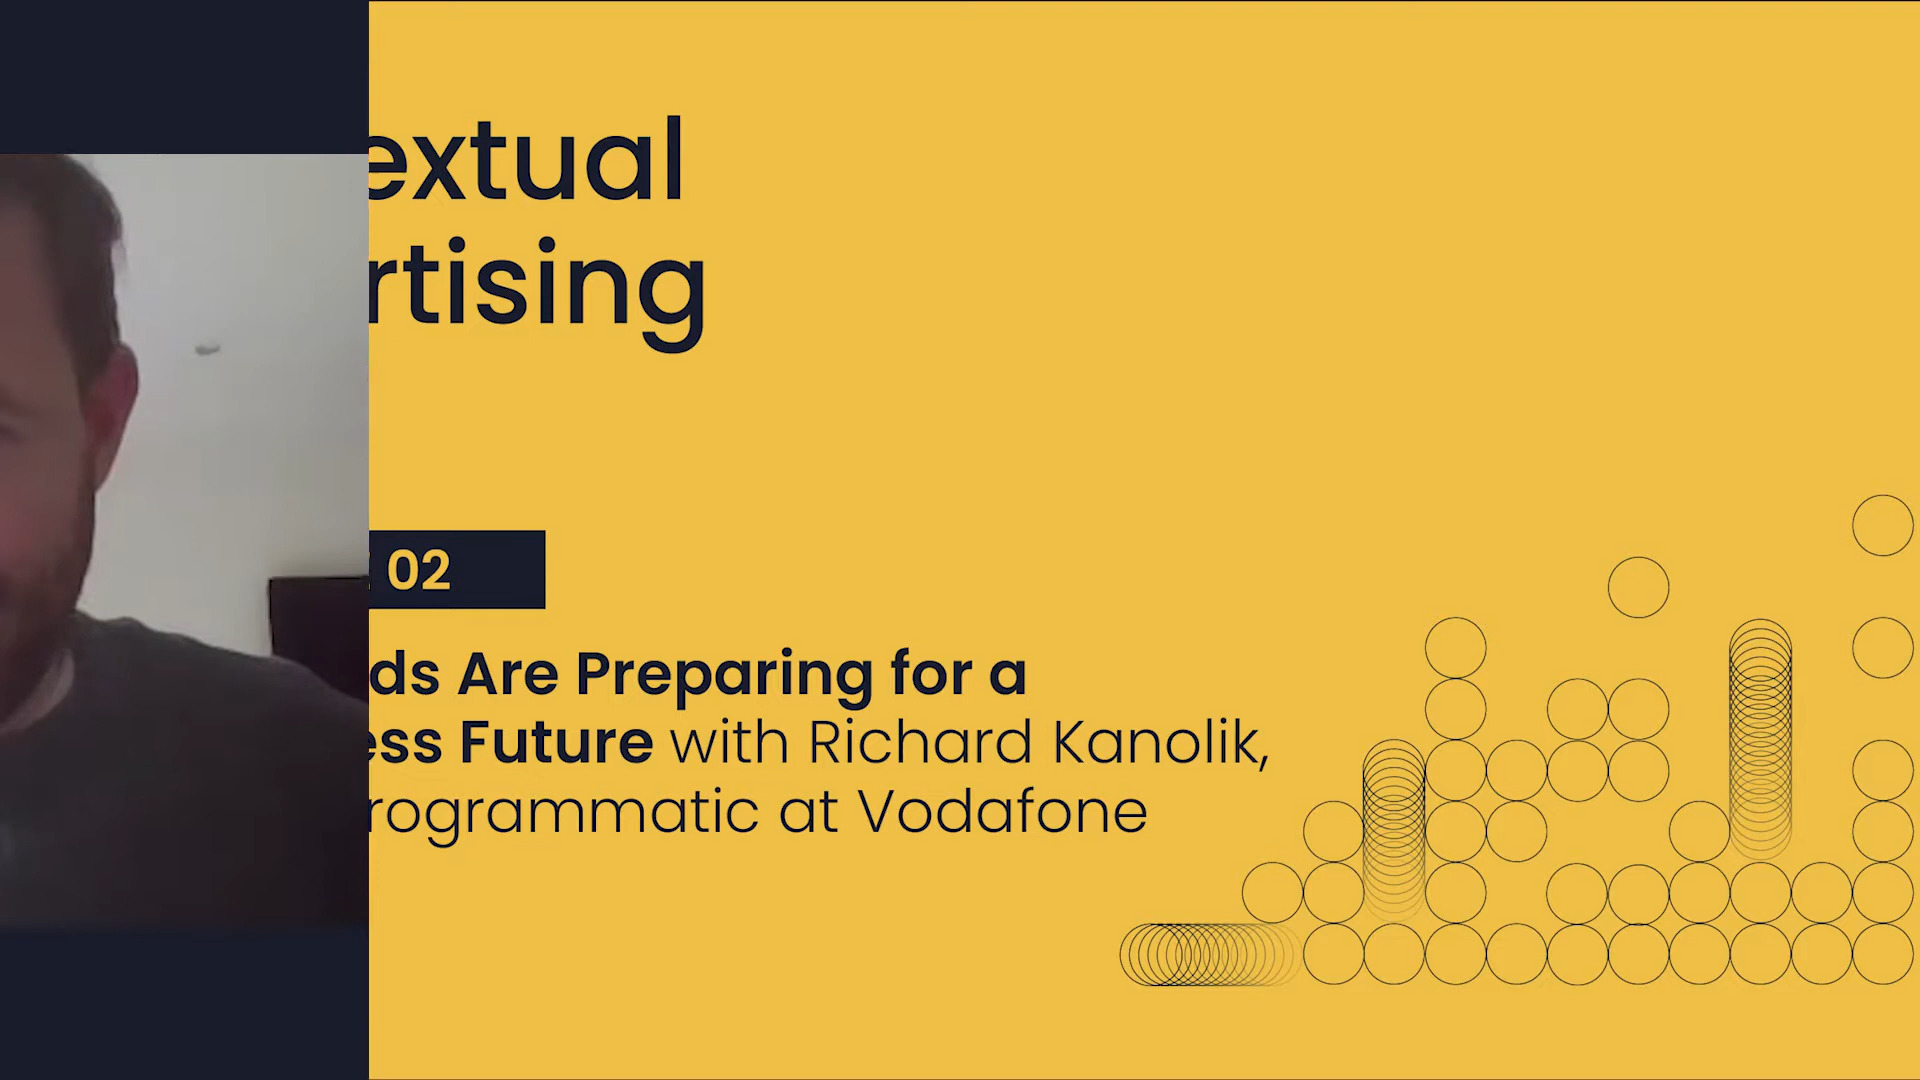 extual
rtising
02
ds Are Preparing for a
ess Future with Richard Kanolik,
rogrammatic at Vodafone